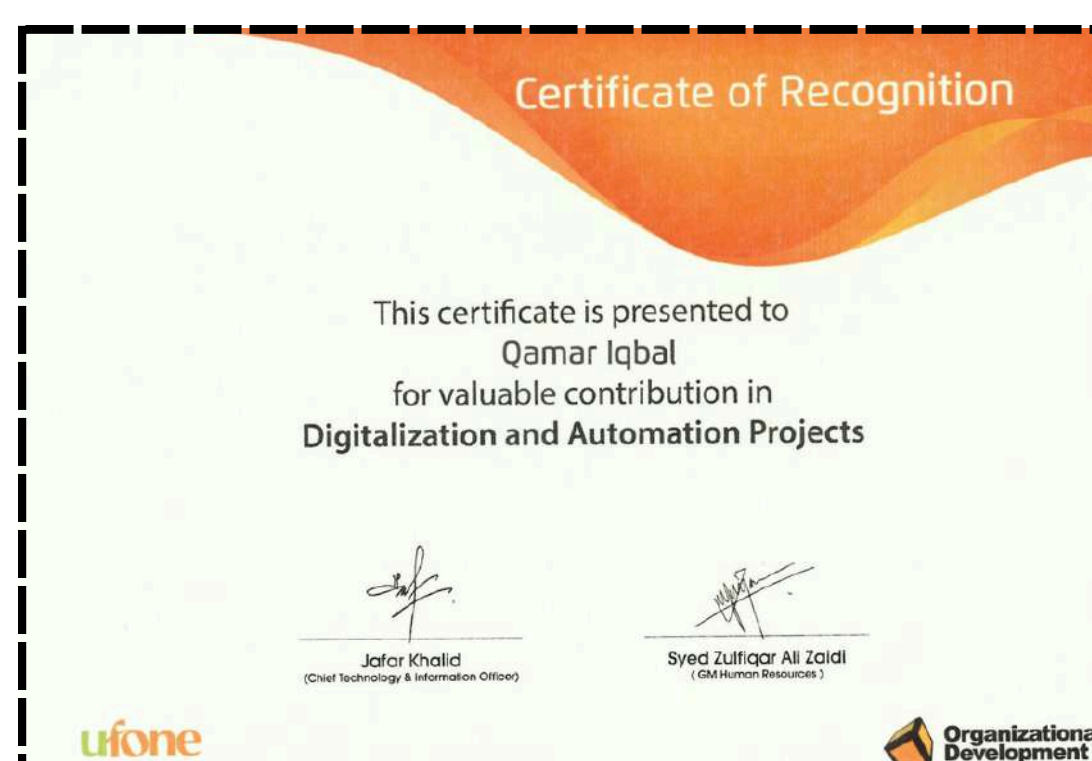 Certificate of Recognition
This certificate is presented to
Qamar Iqbal
for valuable contribution in
Digitalization and Automation Projects
Jafar Khalid
(Chief Technology & Information Officer)
Syed Zulfiqar Ali Zaidi
( GM Human Resources )
ufone
Organizationa
Development